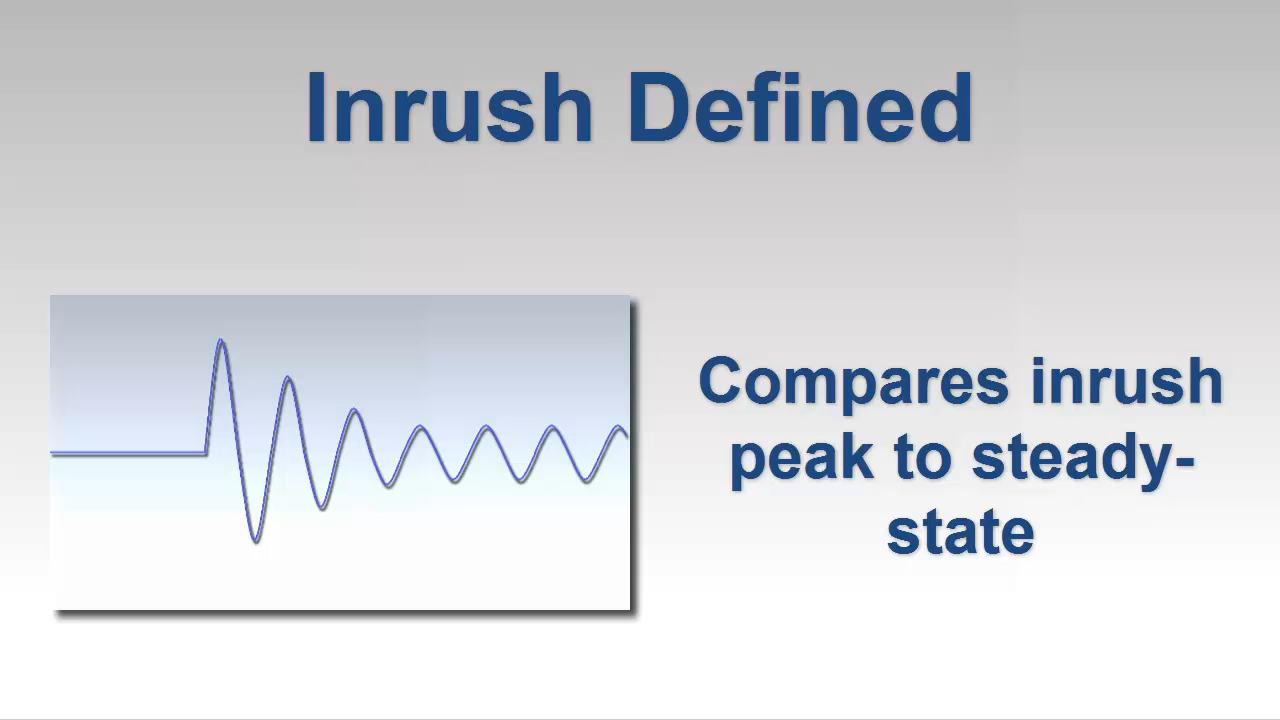 Inrush Defined
Compares inrush
peak to steady-
state